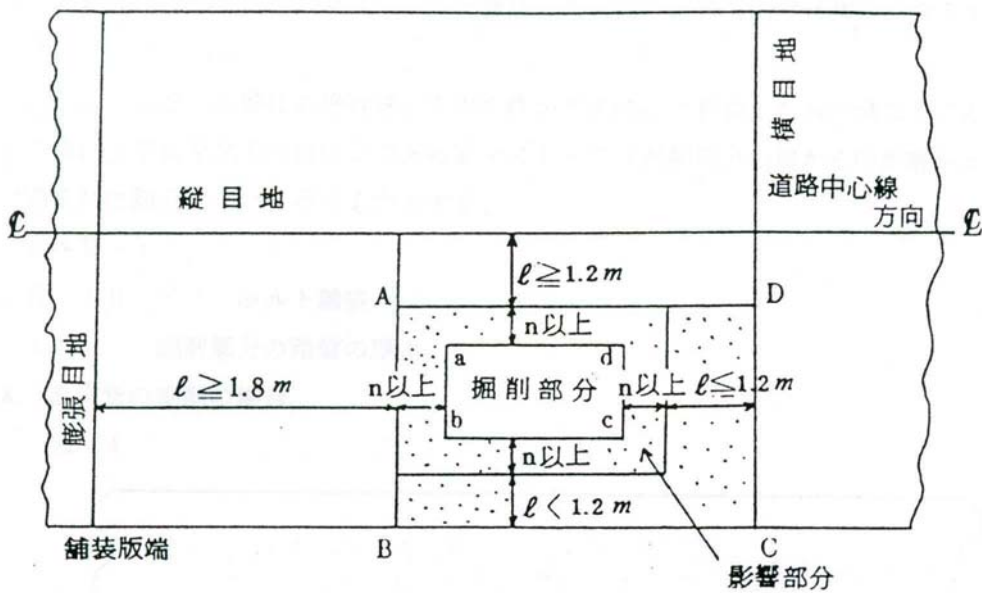 横目地
縦目地
道路中心線
方向
℄
℄
ℓ≧1.2m
A
D
n以上
a
d
膨張目地
ℓ≧1.8m
n以上
掘削部分
n以上
ℓ≦1.2m
b
c
n以上
ℓ<1.2m
舗装版端
B
C
影響部分